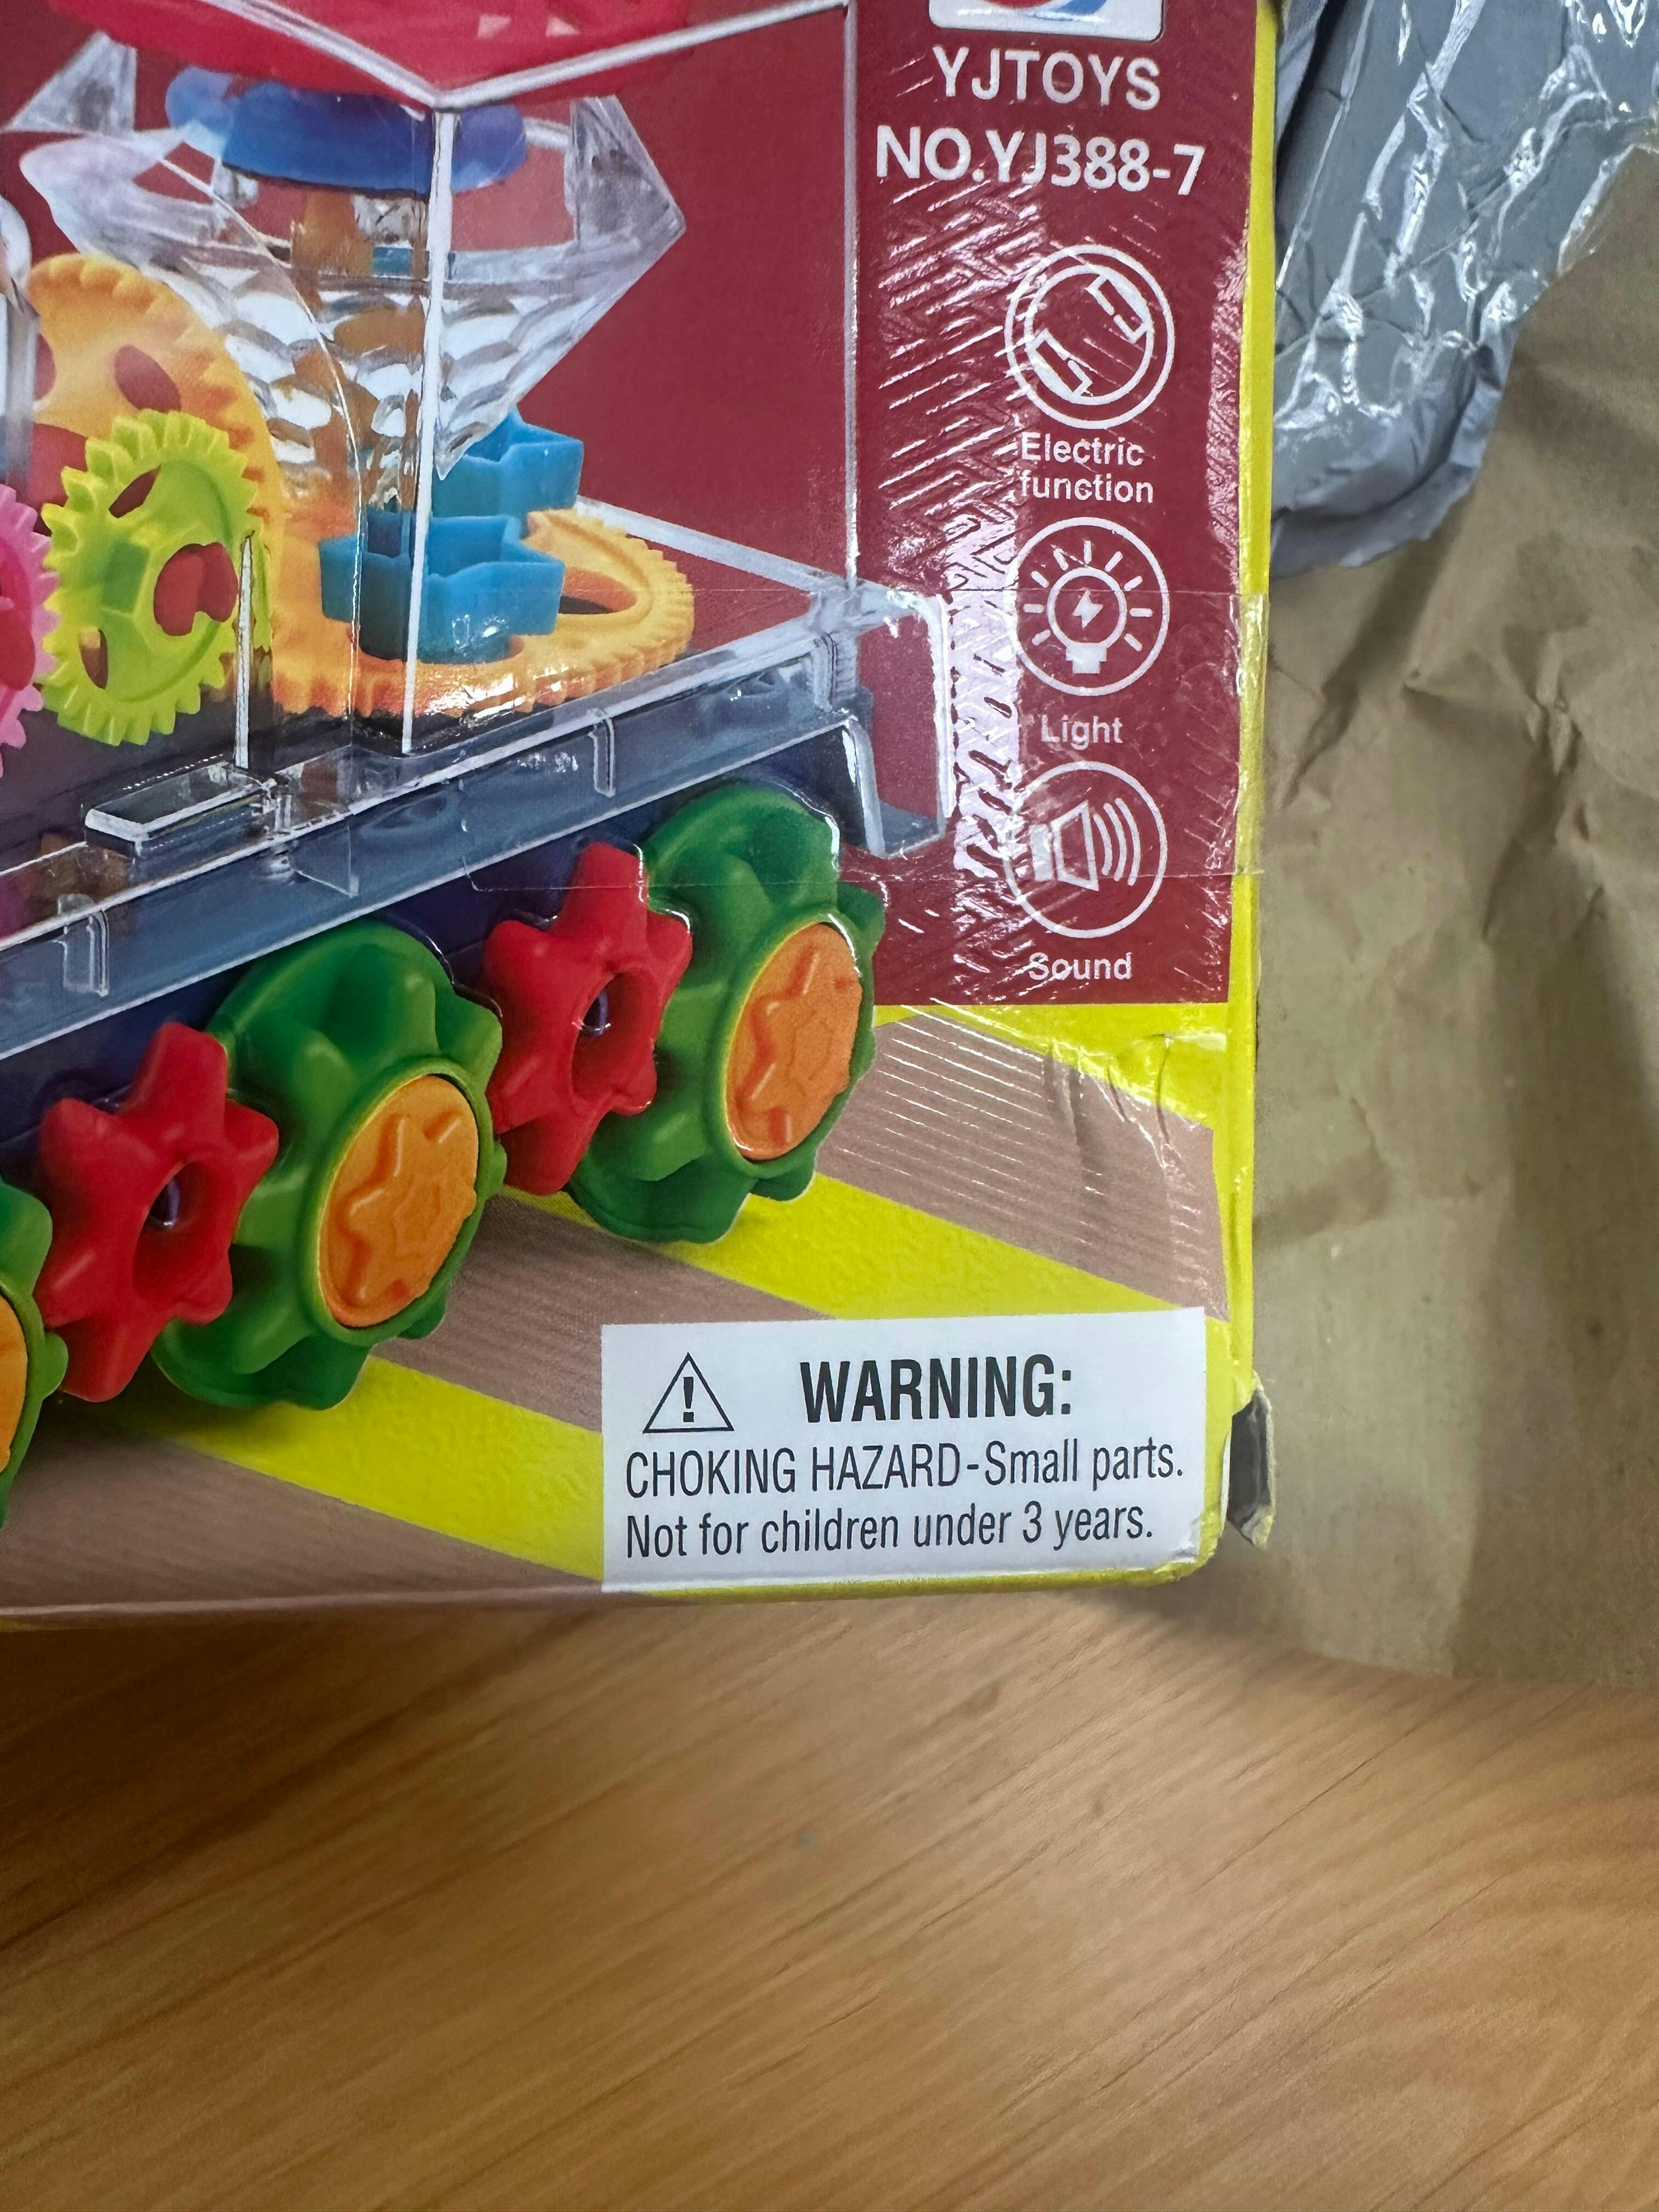 YJTOYS
NO.YJ388-7
Electric
function
Light
Sound
WARNING:
CHOKING HAZARD-Small parts.
Not for children under 3 years.